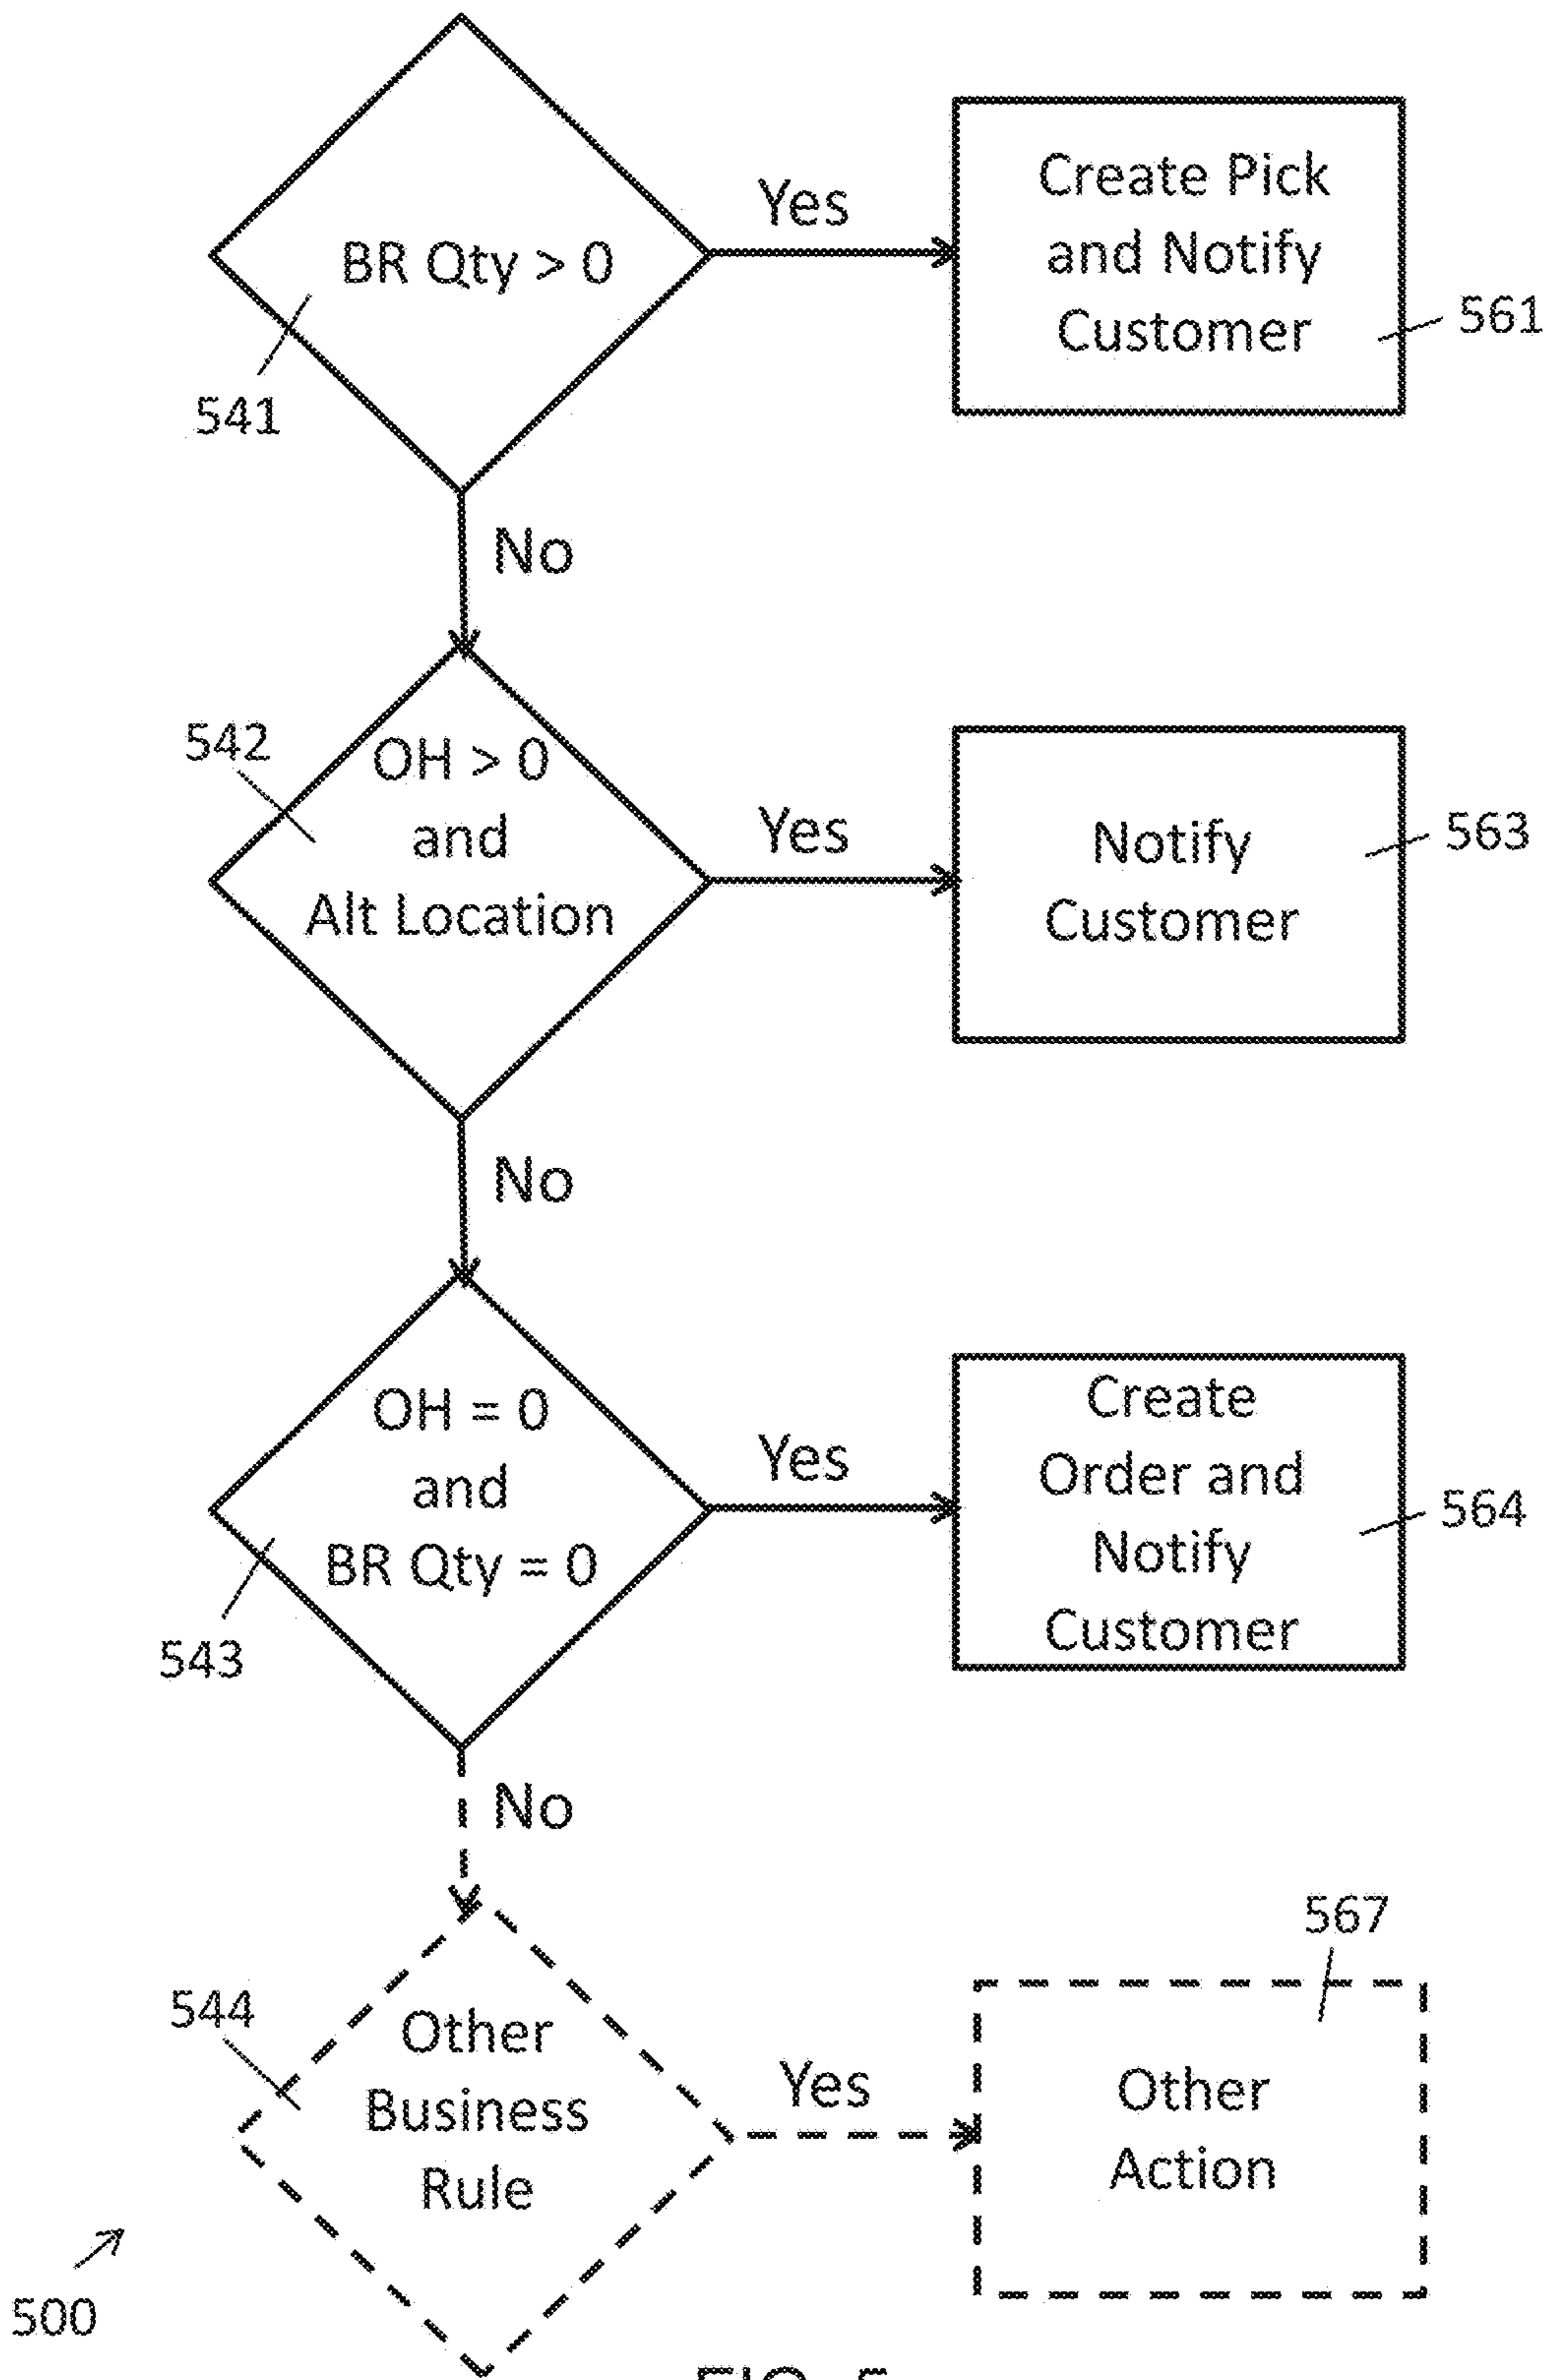 BR Qty > 0
541
Yes
Create Pick
and Notify
Customer
561
No
542
OH > 0
and
Alt Location
Yes
Notify
Customer
563
No
OH = 0
and
BR Qty = 0
543
Yes
Create
Order and
Notify
Customer
564
No
544
Other
Business
Rule
Yes
567
Other
Action
500
FIG. 5